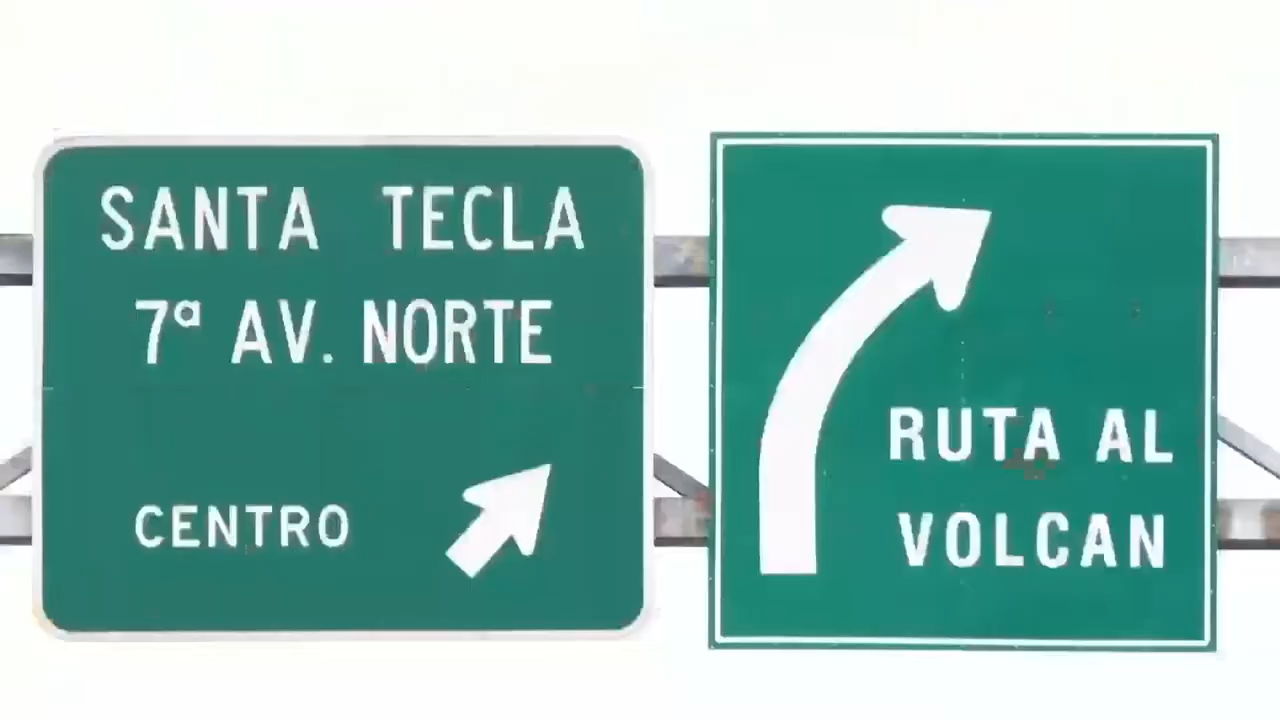 SANTA TECLA
7ª AV. NORTE
CENTRO
RUTA AL
VOLCAN